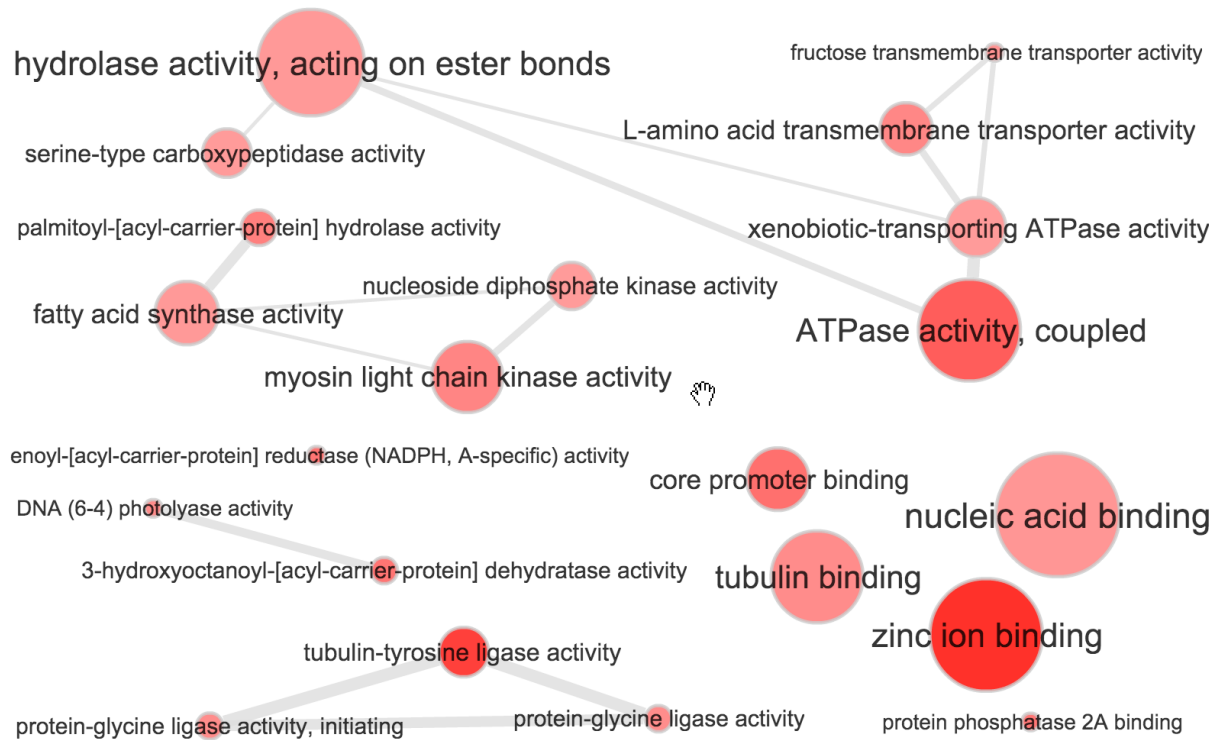 fructose transmembrane transporter activity
hydrolase activity, acting on ester bonds
L-amino acid transmembrane transporter activity
serine-type carboxypeptidase activity
palmitoyl-[acyl-carrier-protein] hydrolase activity
xenobiotic-transporting ATPase activity
nucleoside diphosphate kinase activity
fatty acid synthase activity
ATPase activity, coupled
myosin light chain kinase activity
enoyl-[acyl-carrier-protein] reductase (NADPH, A-specific) activity
core promoter binding
DNA (6-4) photolyase activity
nucleic acid binding
3-hydroxyoctanoyl-[acyl-carrier-protein] dehydratase activity
tubulin binding
zinc ion binding
tubulin-tyrosine ligase activity
protein-glycine ligase activity, initiating
protein-glycine ligase activity
protein phosphatase 2A binding